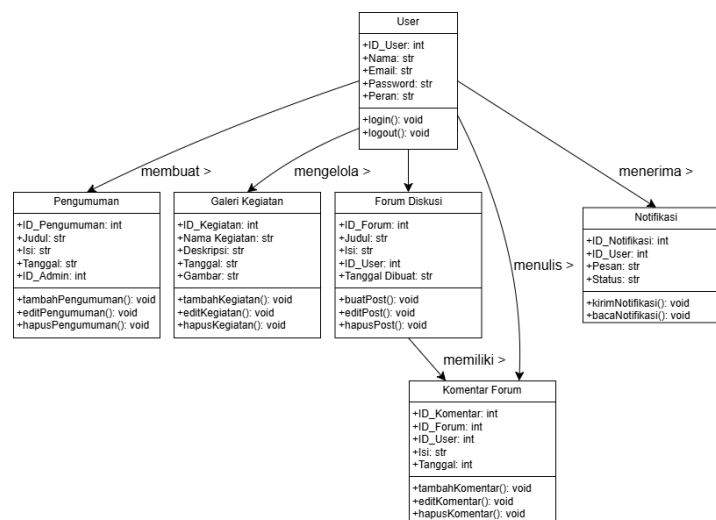 User
+ID_User: int
+Nama: str
+Email: str
+Password: str
+Peran: str
+login(): void
+logout(): void
membuat >
mengelola >
menerima >
menulis >
memiliki >
Pengumuman
+ID_Pengumuman: int
+Judul: str
+Isi: str
+Tanggal: str
+ID_Admin: int
+tambahPengumuman(): void
+editPengumuman(): void
+hapusPengumuman(): void
Galeri Kegiatan
+ID_Kegiatan: int
+Nama Kegiatan: str
+Deskripsi: str
+Tanggal: str
+Gambar: str
+tambahKegiatan(): void
+editKegiatan(): void
+hapusKegiatan(): void
Forum Diskusi
+ID_Forum: int
+Judul: str
+Isi: str
+ID_User: int
+Tanggal Dibuat: str
+buatPost(): void
+editPost(): void
+hapusPost(): void
Notifikasi
+ID_Notifikasi: int
+ID_User: int
+Pesan: str
+Status: str
+kirimNotifikasi(): void
+bacaNotifikasi(): void
Komentar Forum
+ID_Komentar: int
+ID_Forum: int
+ID_User: int
+Isi: str
+Tanggal: int
+tambahKomentar(): void
+editKomentar(): void
+hapusKomentar(): void